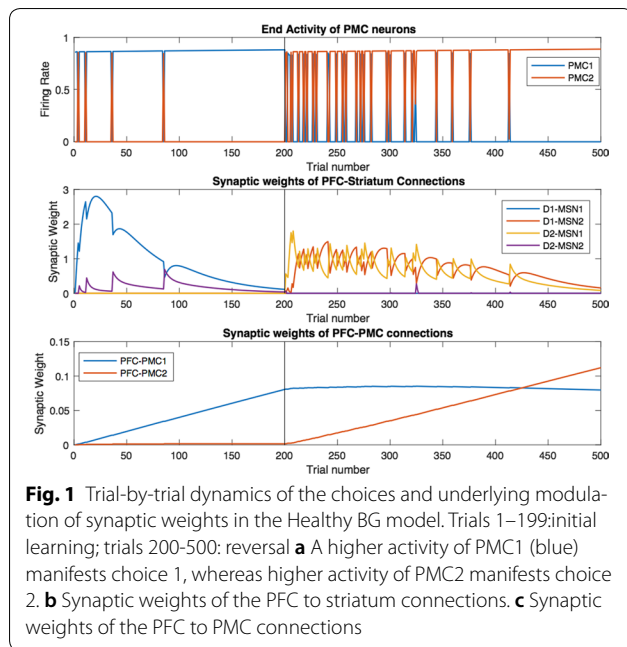 End Activity of PMC neurons
1
0.5
0
Firing Rate
PMC1
PMC2
0 50 100 150 200 250 300 350 400 450 500
Trial number
Synaptic weights of PFC-Striatum Connections
3
2
1
0
Synaptic Weight
D1-MSN1
D1-MSN2
D2-MSN1
D2-MSN2
0 50 100 150 200 250 300 350 400 450 500
Trial number
Synaptic weights of PFC-PMC connections
0.15
0.1
0.05
0
Synaptic Weight
PFC-PMC1
PFC-PMC2
0 50 100 150 200 250 300 350 400 450 500
Trial number
Fig. 1 Trial-by-trial dynamics of the choices and underlying modula-
tion of synaptic weights in the Healthy BG model. Trials 1–199:initial
learning; trials 200-500: reversal a A higher activity of PMC1 (blue)
manifests choice 1, whereas higher activity of PMC2 manifests choice
2. b Synaptic weights of the PFC to striatum connections. c Synaptic
weights of the PFC to PMC connections